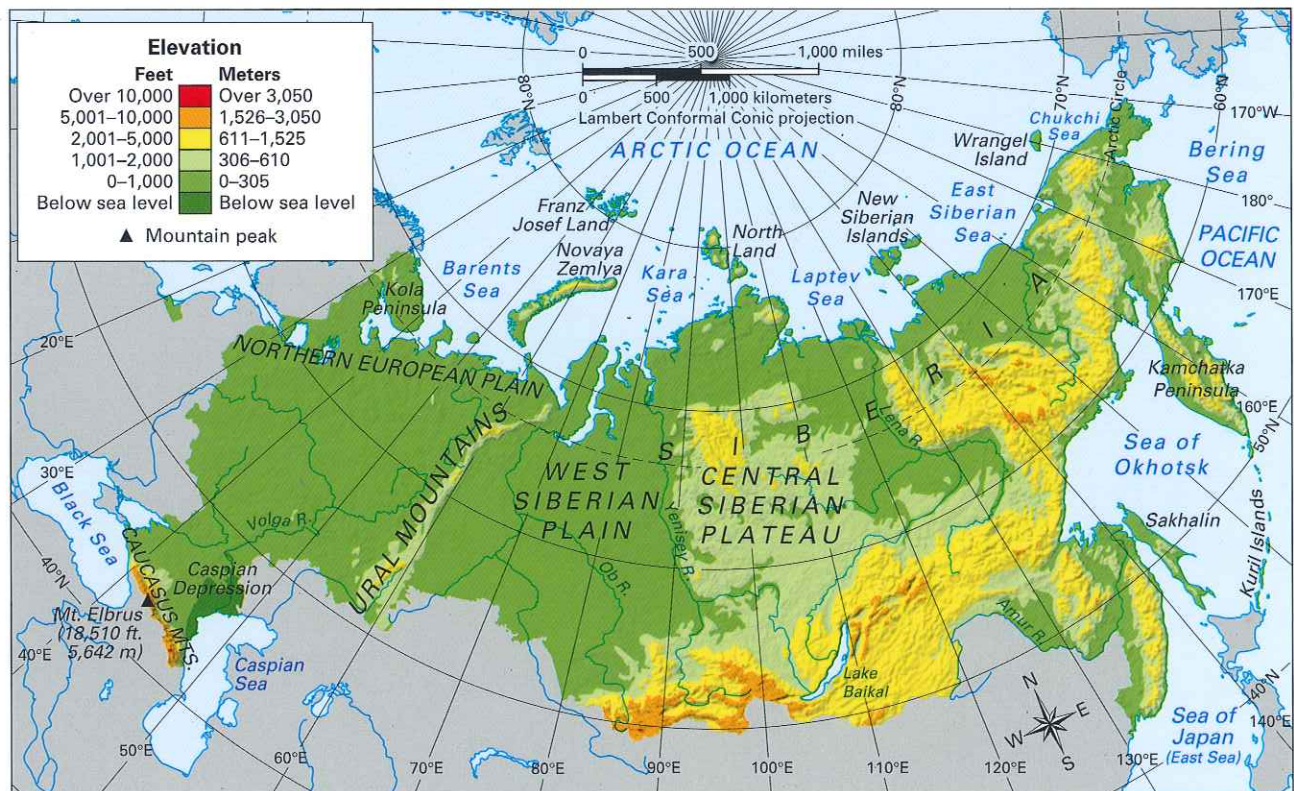 Elevation
Feet Meters
Over 10,000 Over 3,050
5,001–10,000 1,526–3,050
2,001–5,000 611–1,525
1,001–2,000 306–610
0–1,000 0–305
Below sea level Below sea level
▲ Mountain peak
0 500 1,000 miles
0 500 1,000 kilometers
Lambert Conformal Conic projection
80°N
80°N
70°N
Arctic Circle
60°N
170°W
180°
170°E
160°E
50°N
40°N
140°E
130°E
120°E
110°E
100°E
90°E
80°E
70°E
60°E
50°E
40°E
40°N
30°E
20°E
ARCTIC OCEAN
Chukchi
Sea
Wrangel
Island
Bering
Sea
East
Siberian
Sea
New
Siberian
Islands
PACIFIC
OCEAN
Franz
Josef Land
North
Land
Novaya
Zemlya
Barents
Sea
Kara
Sea
Laptev
Sea
Kola
Peninsula
NORTHERN EUROPEAN PLAIN
URAL MOUNTAINS
SIBERIA
WEST
SIBERIAN
PLAIN
CENTRAL
SIBERIAN
PLATEAU
Lena R.
Yenisey R.
Ob R.
Volga R.
Amur R.
Kamchatka
Peninsula
Sea of
Okhotsk
Sakhalin
Kuril Islands
Black Sea
CAUCASUS MTS.
Caspian
Depression
Mt. Elbrus
(18,510 ft.
5,642 m)
Caspian
Sea
Lake
Baikal
N
E
W
S
Sea of
Japan
(East Sea)